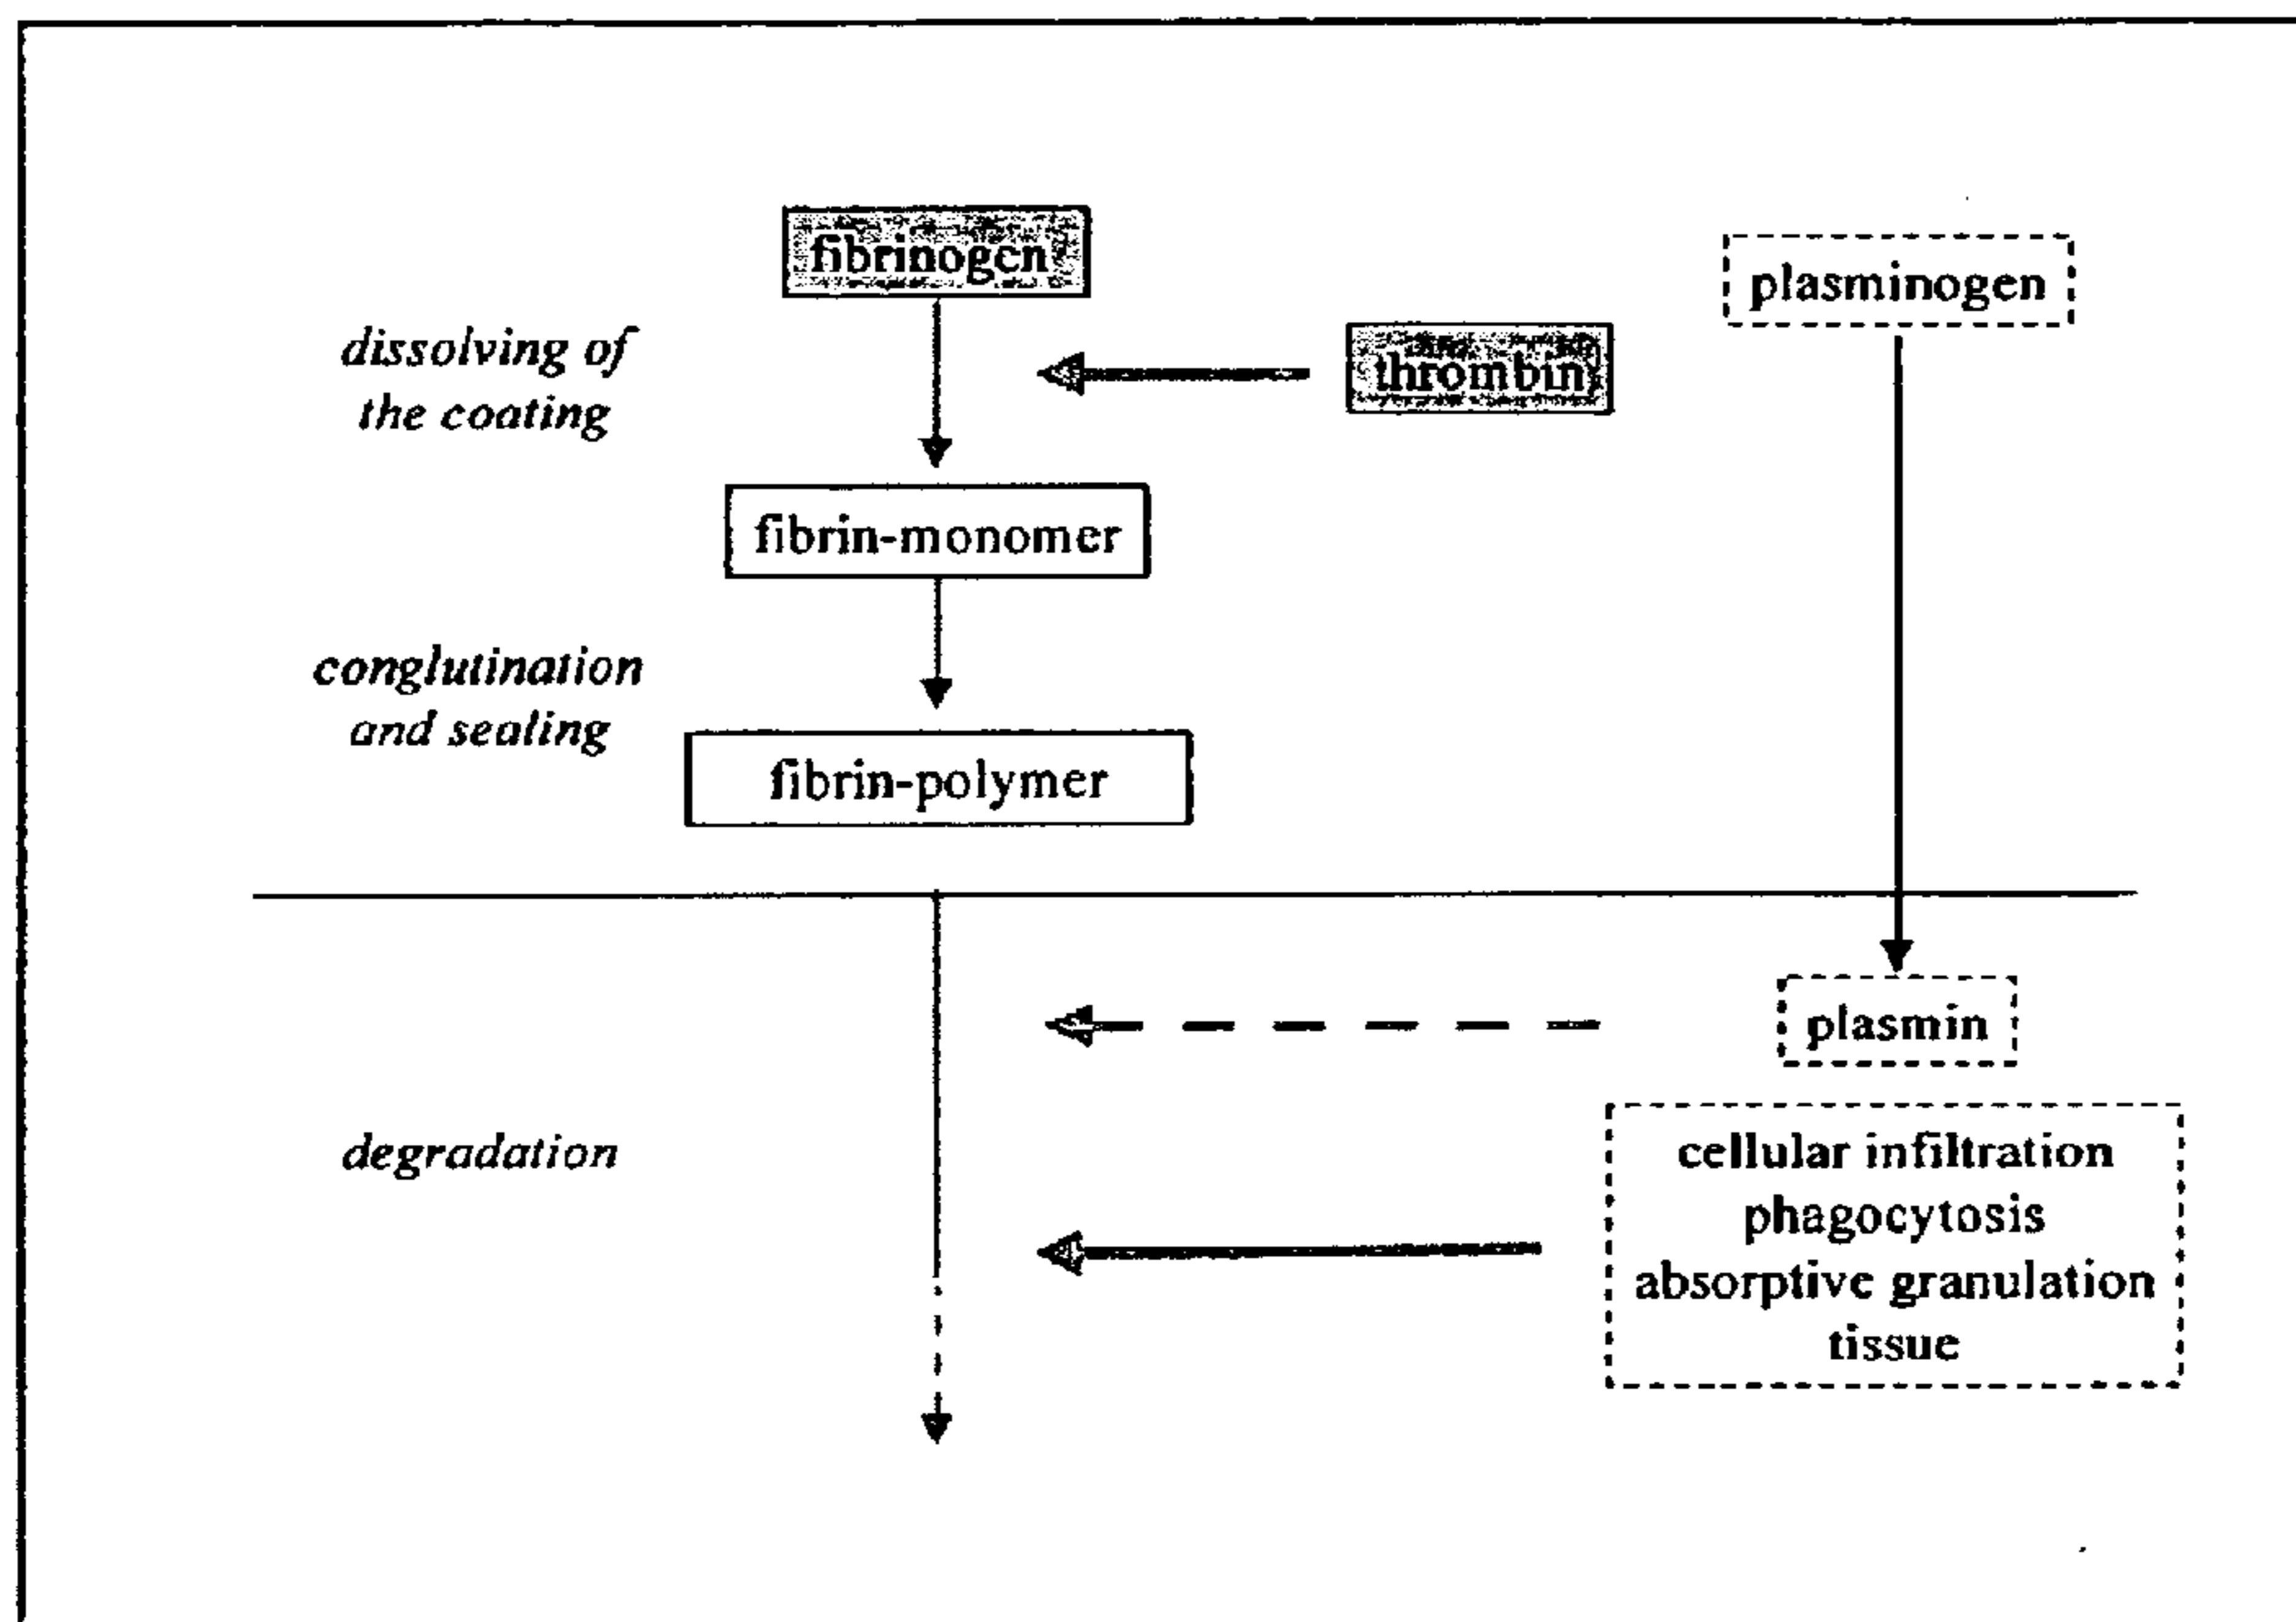 fibrinogen
plasminogen
dissolving of
the coating
thrombin
fibrin-monomer
conglutination
and sealing
fibrin-polymer
plasmin
degradation
cellular infiltration
phagocytosis
absorptive granulation
tissue